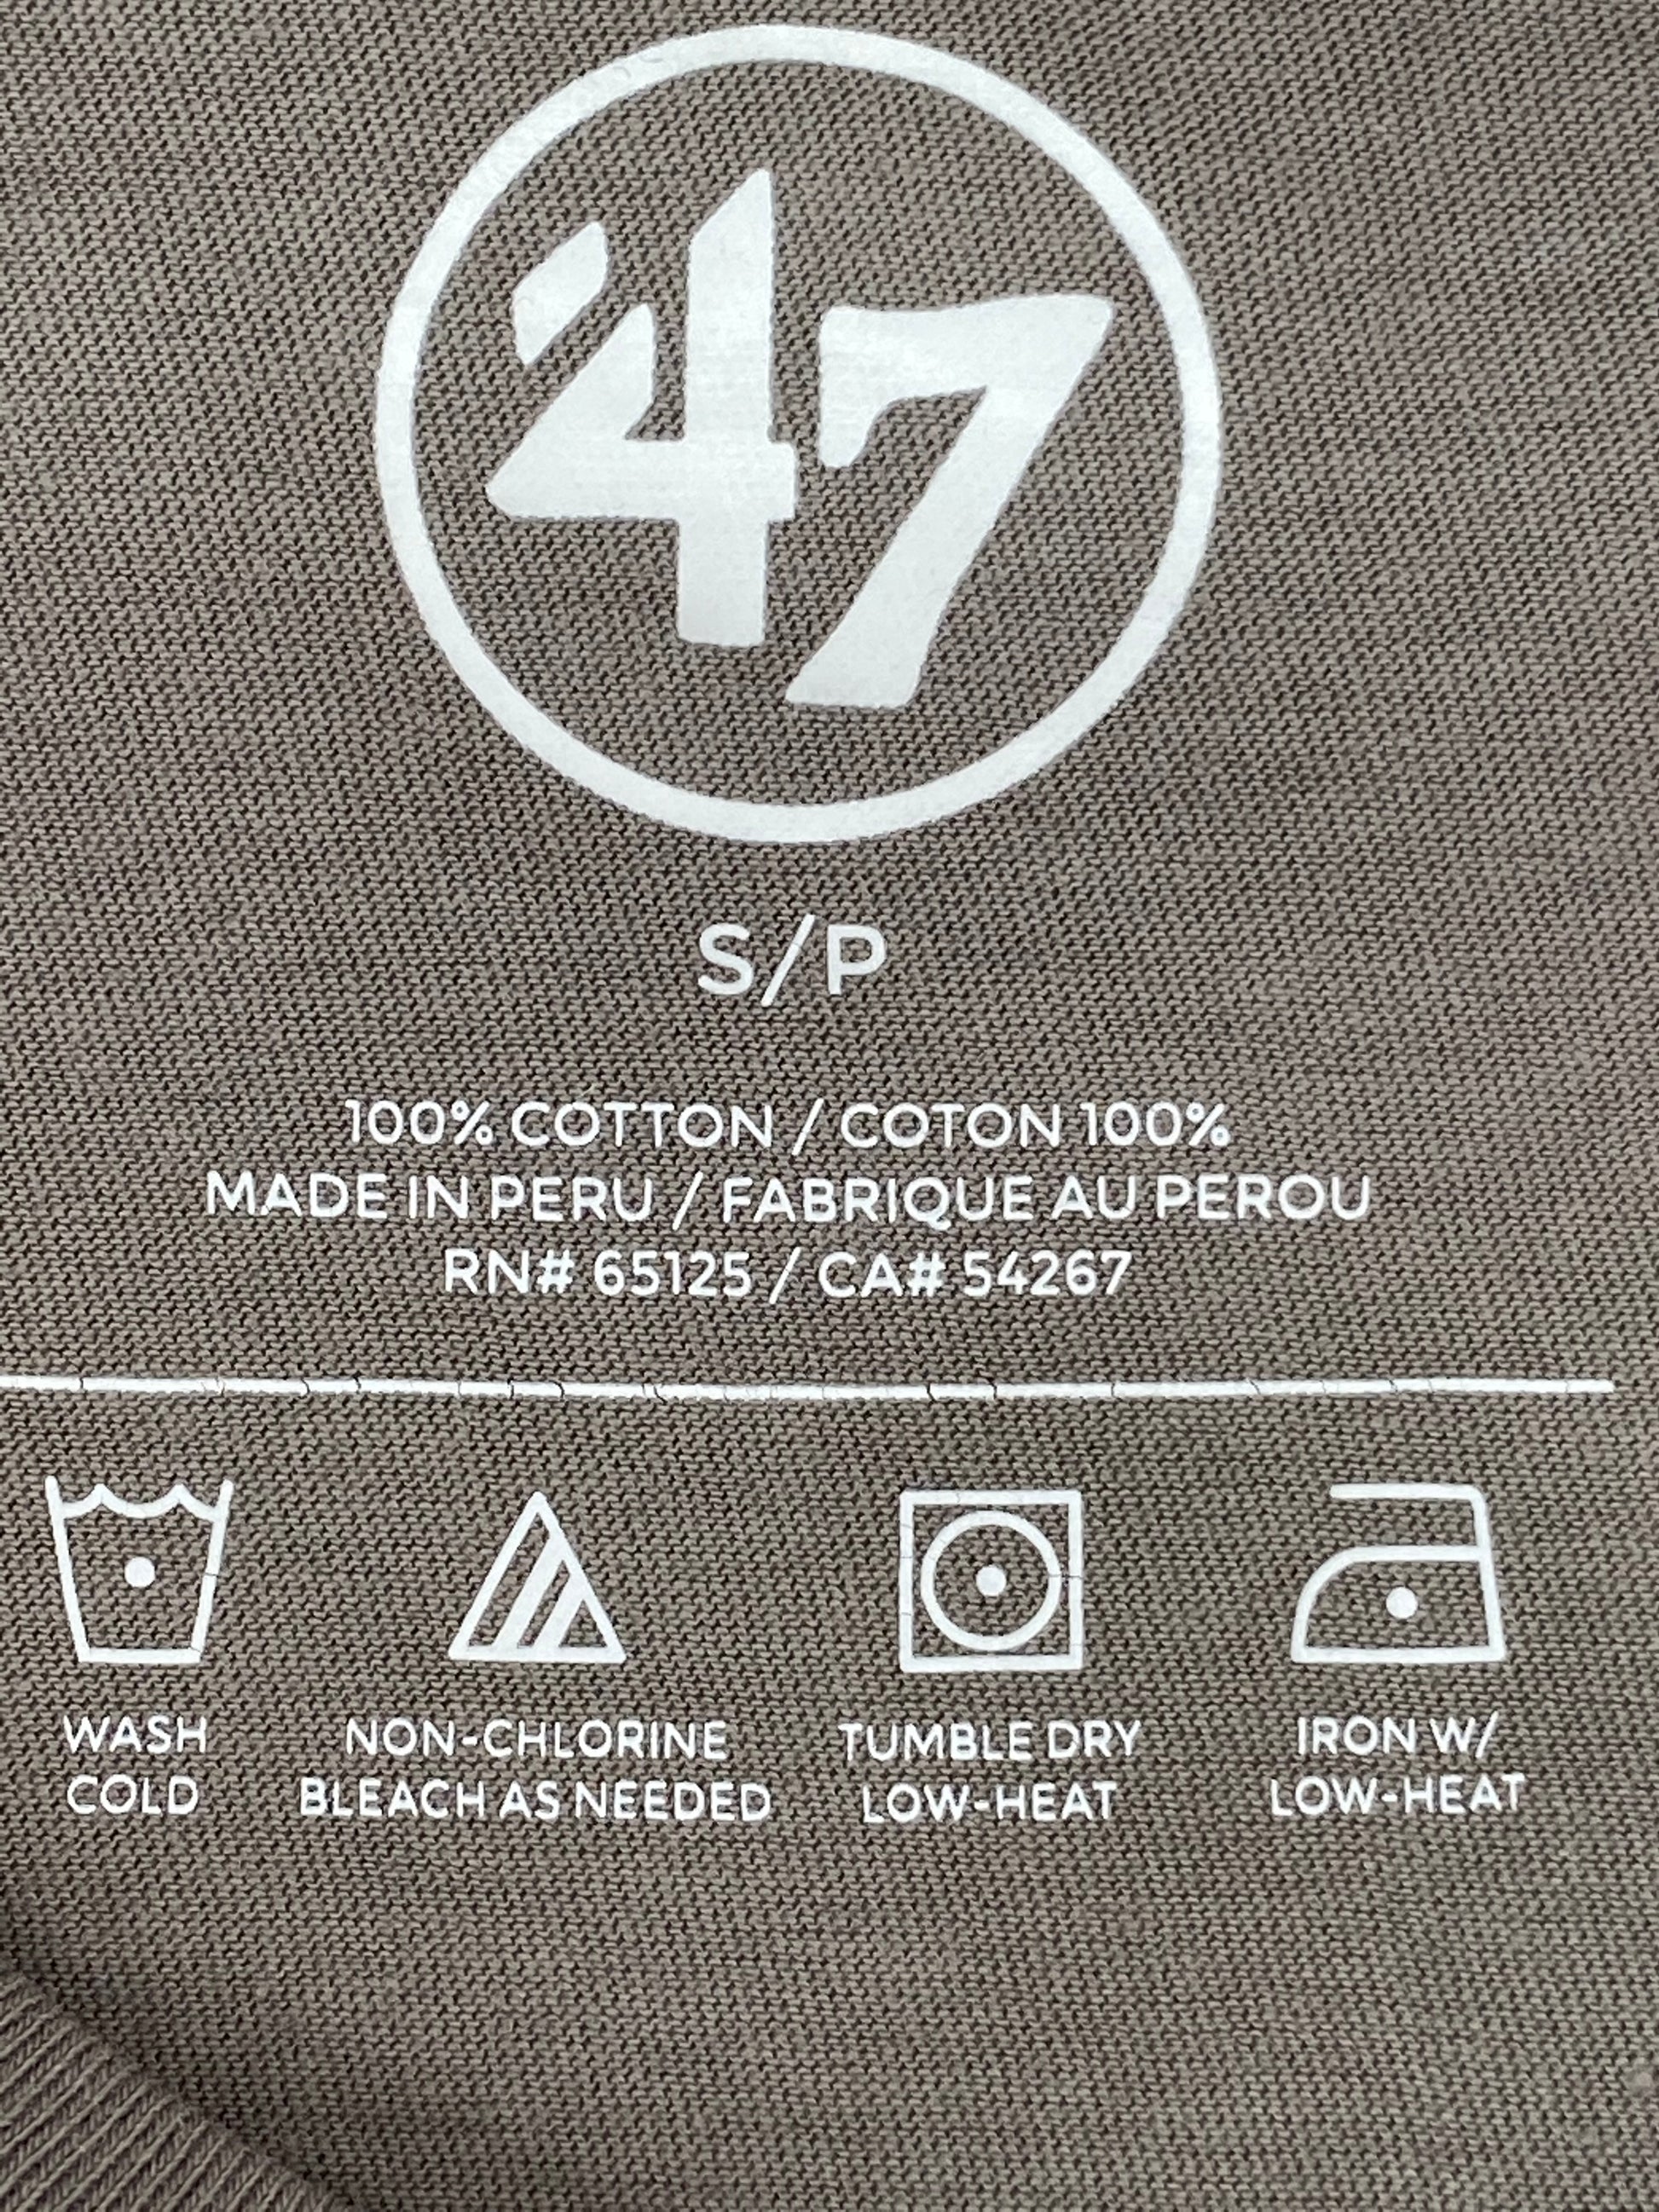 '47
S/P
100% COTTON / COTON 100%
MADE IN PERU / FABRIQUE AU PEROU
RN# 65125 / CA# 54267
WASH
COLD
NON-CHLORINE
BLEACH AS NEEDED
TUMBLE DRY
LOW-HEAT
IRON W/
LOW-HEAT